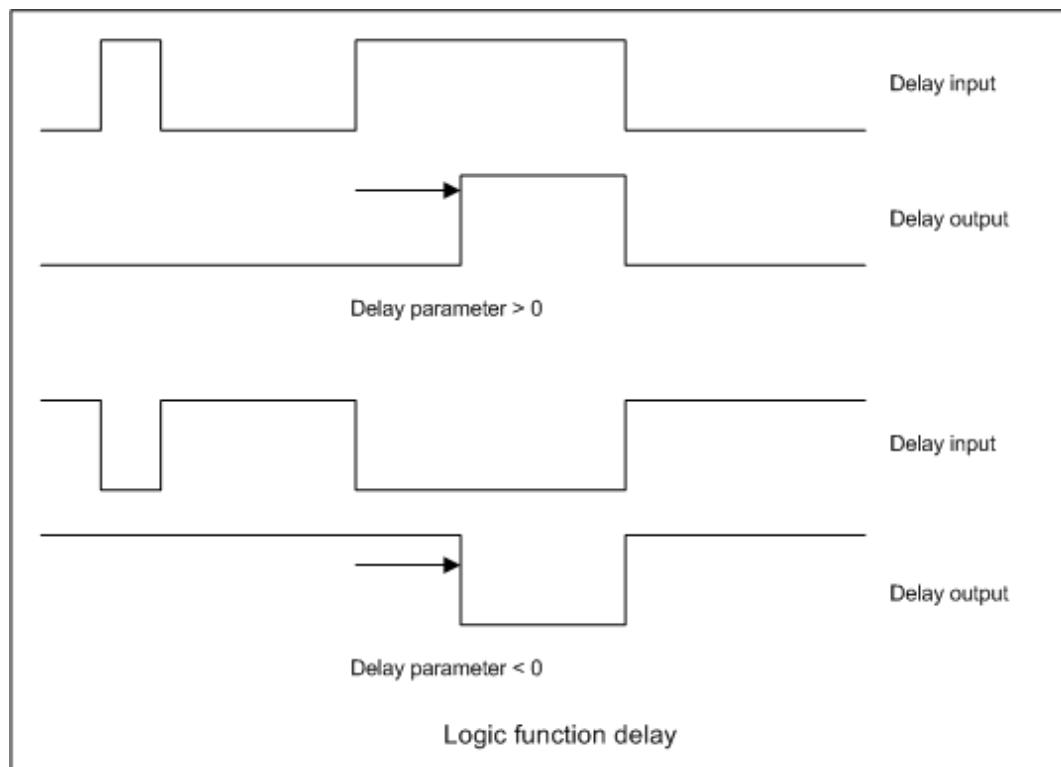 Delay input
Delay output
Delay parameter > 0
Delay input
Delay output
Delay parameter < 0
Logic function delay